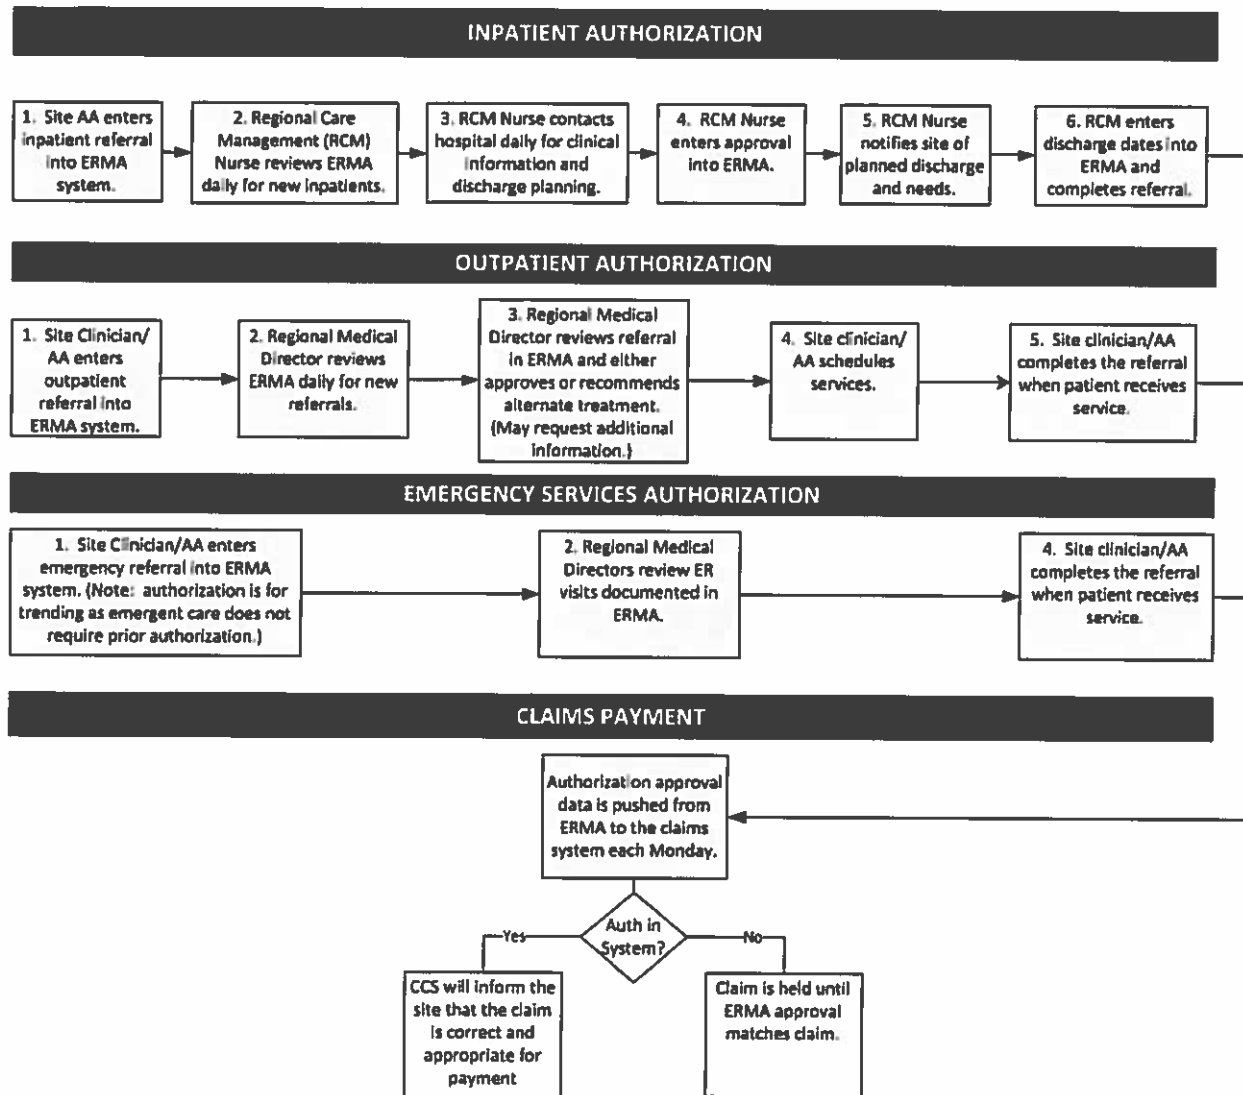 INPATIENT AUTHORIZATION
1. Site AA enters
inpatient referral
into ERMA
system.
2. Regional Care
Management (RCM)
Nurse reviews ERMA
daily for new inpatients.
3. RCM Nurse contacts
hospital daily for clinical
information and
discharge planning.
4. RCM Nurse
enters approval
into ERMA.
5. RCM Nurse
notifies site of
planned discharge
and needs.
6. RCM enters
discharge dates into
ERMA and
completes referral.
OUTPATIENT AUTHORIZATION
1. Site Clinician/
AA enters
outpatient
referral into
ERMA system.
2. Regional Medical
Director reviews
ERMA daily for new
referrals.
3. Regional Medical
Director reviews referral
in ERMA and either
approves or recommends
alternate treatment.
(May request additional
information.)
4. Site clinician/
AA schedules
services.
5. Site clinician/AA
completes the referral
when patient receives
service.
EMERGENCY SERVICES AUTHORIZATION
1. Site Clinician/AA enters
emergency referral into ERMA
system. (Note: authorization is for
trending as emergent care does not
require prior authorization.)
2. Regional Medical
Directors review ER
visits documented in
ERMA.
4. Site clinician/AA
completes the referral
when patient receives
service.
CLAIMS PAYMENT
Authorization approval
data is pushed from
ERMA to the claims
system each Monday.
Auth in
System?
Yes
No
CCS will inform the
site that the claim
is correct and
appropriate for
payment
Claim is held until
ERMA approval
matches claim.